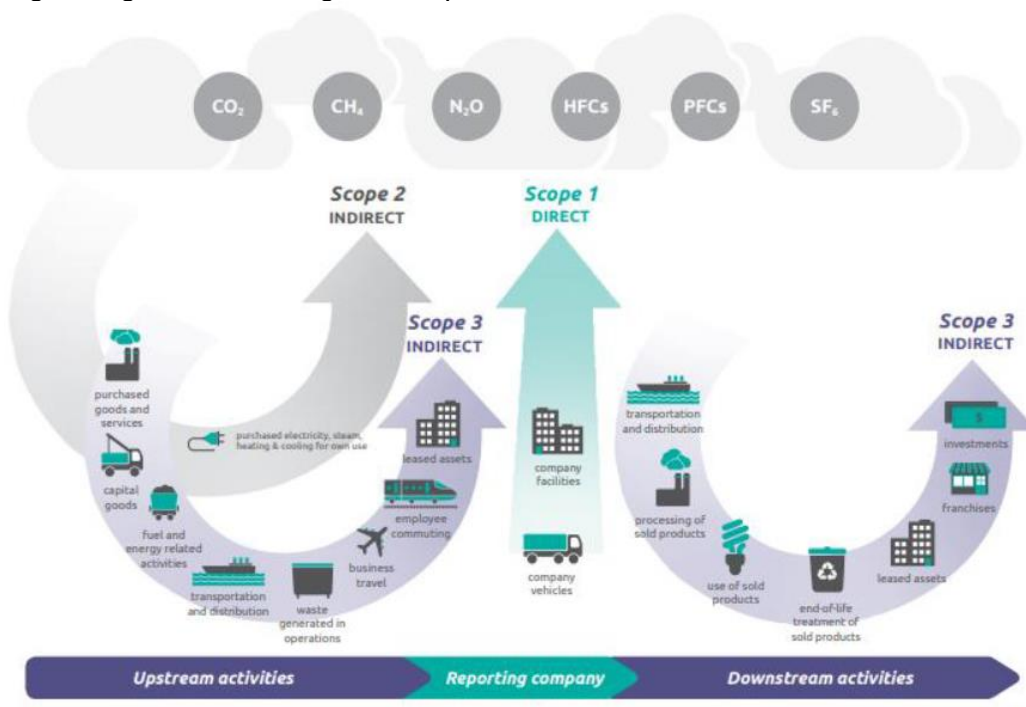 CO₂
CH₄
N₂O
HFCs
PFCs
SF₆
Scope 2
INDIRECT
Scope 1
DIRECT
Scope 3
INDIRECT
Scope 3
INDIRECT
purchased
goods and
services
purchased electricity, steam,
heating & cooling for own use
capital
goods
fuel and
energy related
activities
transportation
and distribution
waste
generated in
operations
business
travel
employee
commuting
leased assets
company
facilities
company
vehicles
transportation
and distribution
processing of
sold products
use of sold
products
end-of-life
treatment of
sold products
leased assets
franchises
$
investments
Upstream activities
Reporting company
Downstream activities